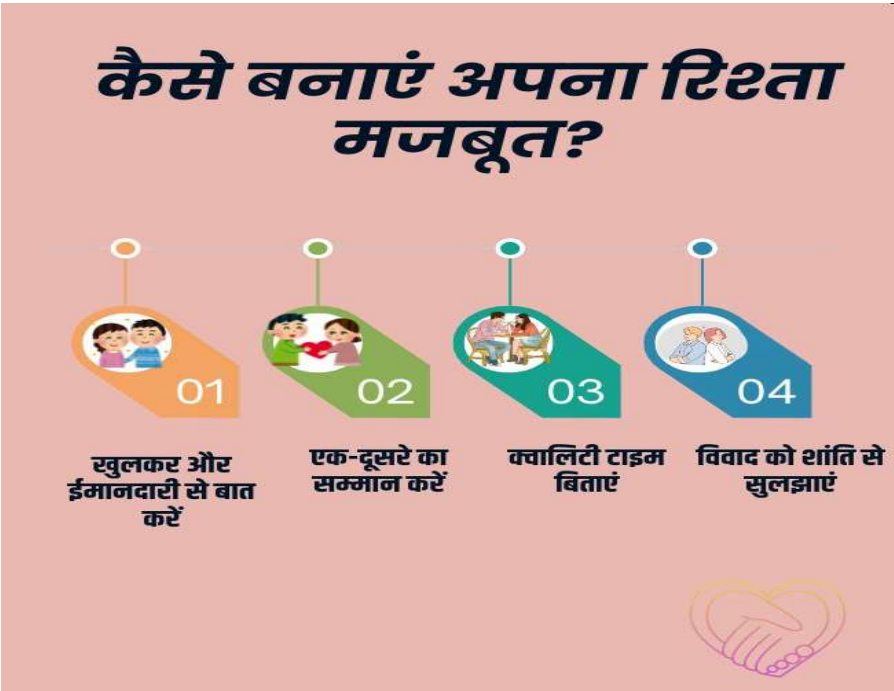 कैसे बनाएं अपना रिश्ता
मजबूत?
01
खुलकर और
ईमानदारी से बात
करें
02
एक-दूसरे का
सम्मान करें
03
क्वालिटी टाइम
बिताएं
04
विवाद को शांति से
सुलझाएं